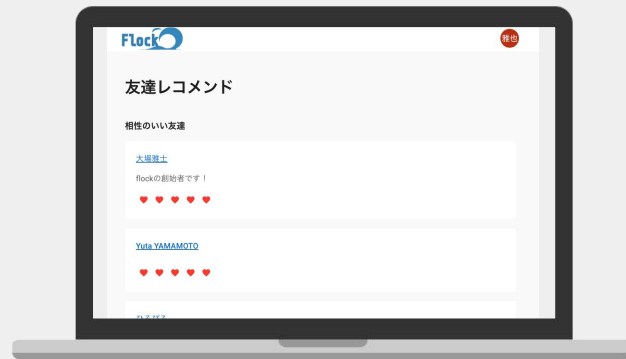 Flock
雅也
友達レコメンド
相性のいい友達
大場雅士
flockの創始者です！
Yuta YAMAMOTO